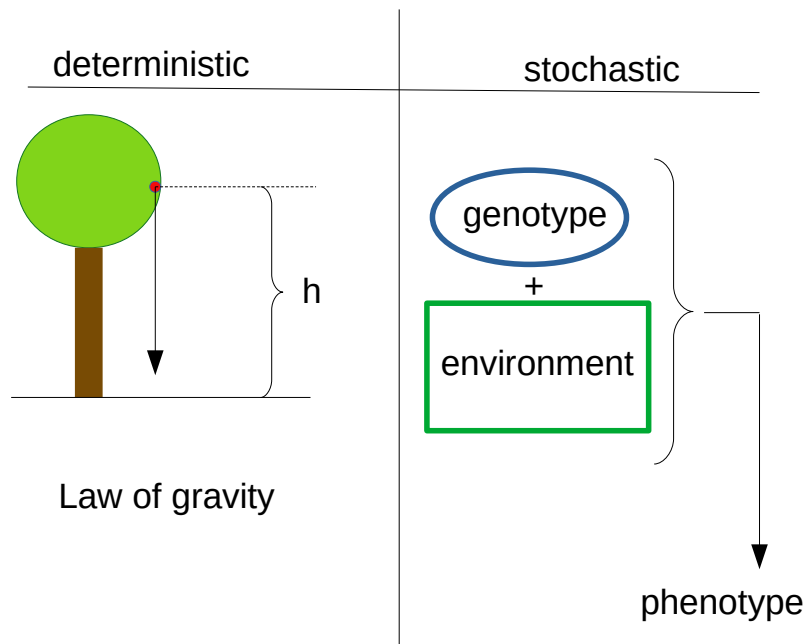 deterministic
h
Law of gravity
stochastic
genotype
+
environment
phenotype